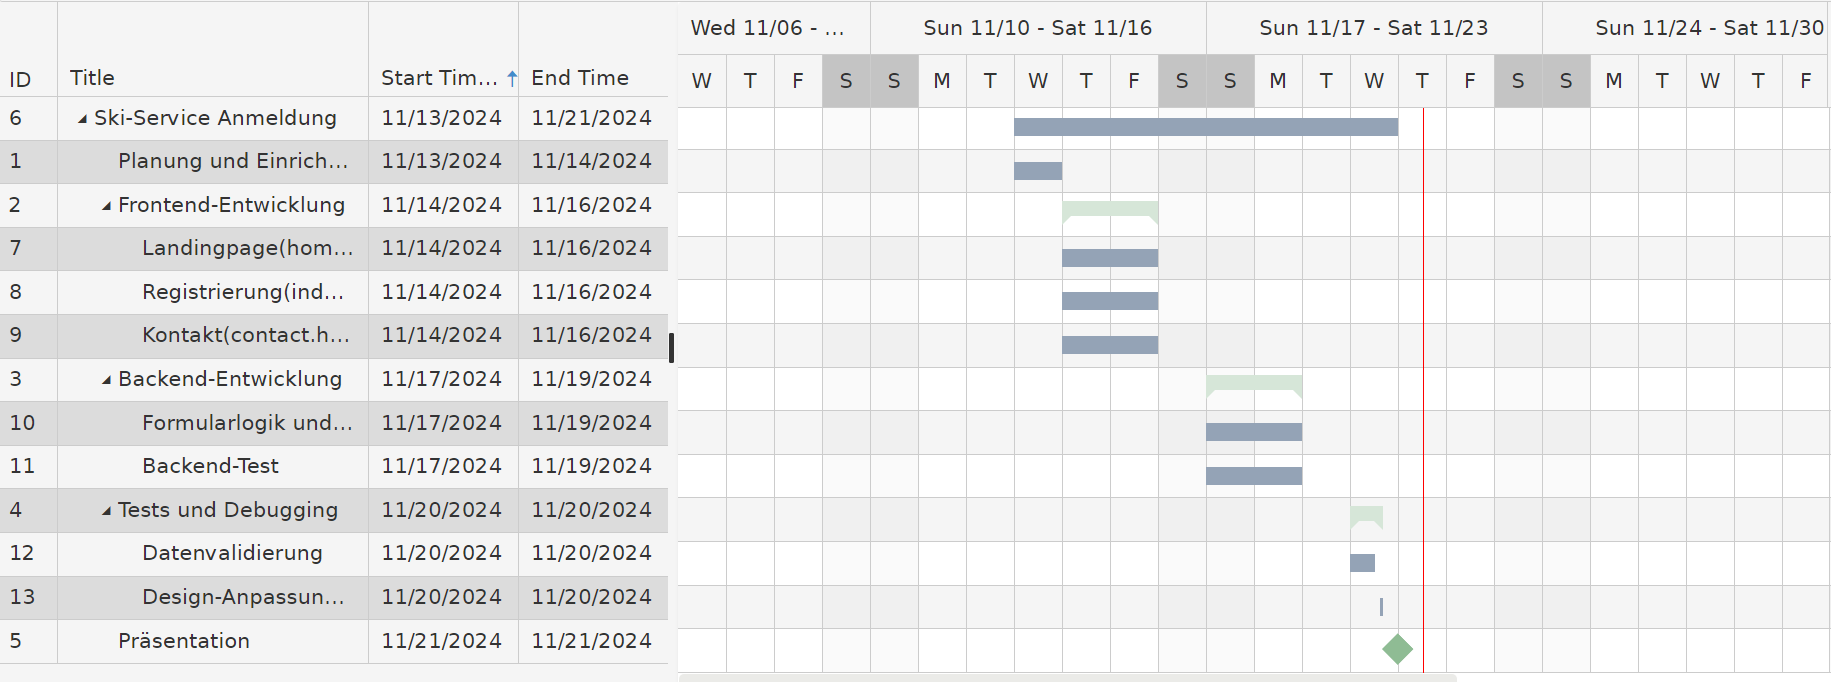 Wed 11/06 - ... Sun 11/10 - Sat 11/16 Sun 11/17 - Sat 11/23 Sun 11/24 - Sat 11/30
ID Title Start Tim... ↑ End Time W T F S S M T W T F S S M T W T F S S M T W T F
6 Ski-Service Anmeldung 11/13/2024 11/21/2024
1 Planung und Einrich... 11/13/2024 11/14/2024
2 Frontend-Entwicklung 11/14/2024 11/16/2024
7 Landingpage(hom... 11/14/2024 11/16/2024
8 Registrierung(ind... 11/14/2024 11/16/2024
9 Kontakt(contact.h... 11/14/2024 11/16/2024
3 Backend-Entwicklung 11/17/2024 11/19/2024
10 Formularlogik und... 11/17/2024 11/19/2024
11 Backend-Test 11/17/2024 11/19/2024
4 Tests und Debugging 11/20/2024 11/20/2024
12 Datenvalidierung 11/20/2024 11/20/2024
13 Design-Anpassun... 11/20/2024 11/20/2024
5 Präsentation 11/21/2024 11/21/2024